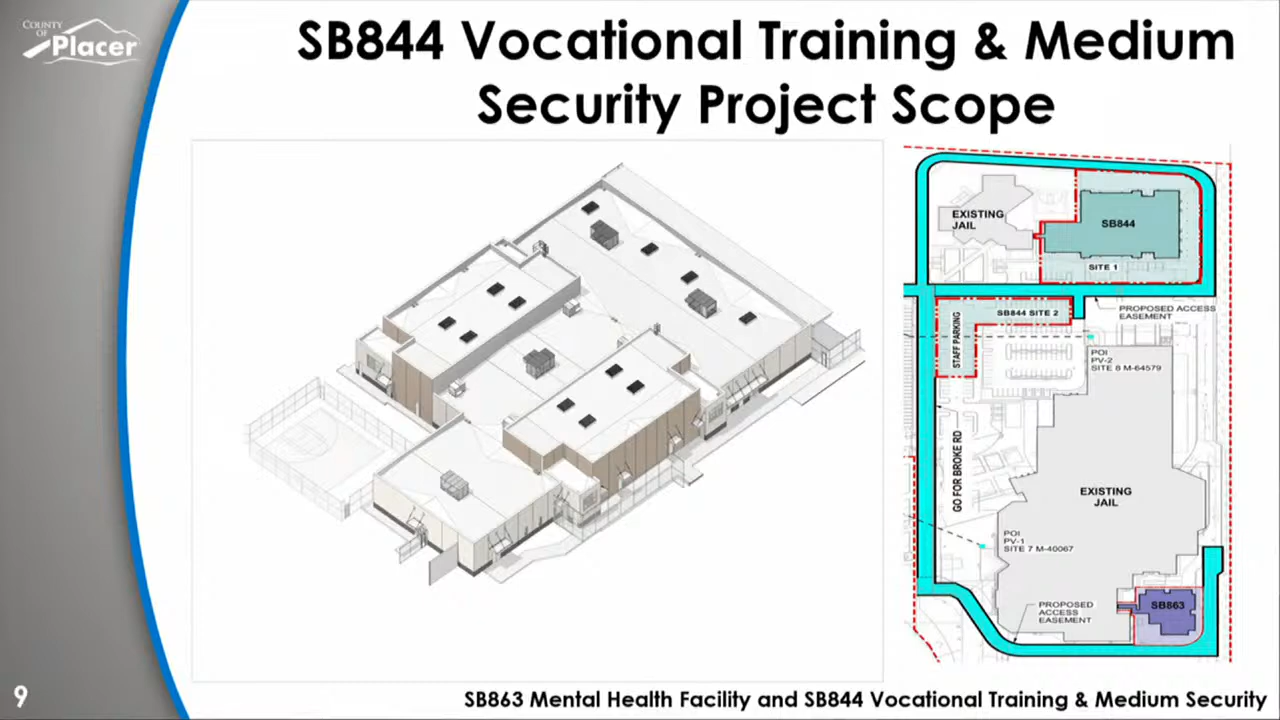 COUNTY
OF
Placer
SB844 Vocational Training & Medium
Security Project Scope
EXISTING
JAIL
SB844
SITE 1
PROPOSED ACCESS
EASEMENT
SB844 SITE 2
STAFF PARKING
POI
PV-2
SITE 8 M-64579
GO FOR BROKE RD
EXISTING
JAIL
POI
PV-1
SITE 7 M-40067
PROPOSED
ACCESS
EASEMENT
SB863
9
SB863 Mental Health Facility and SB844 Vocational Training & Medium Security